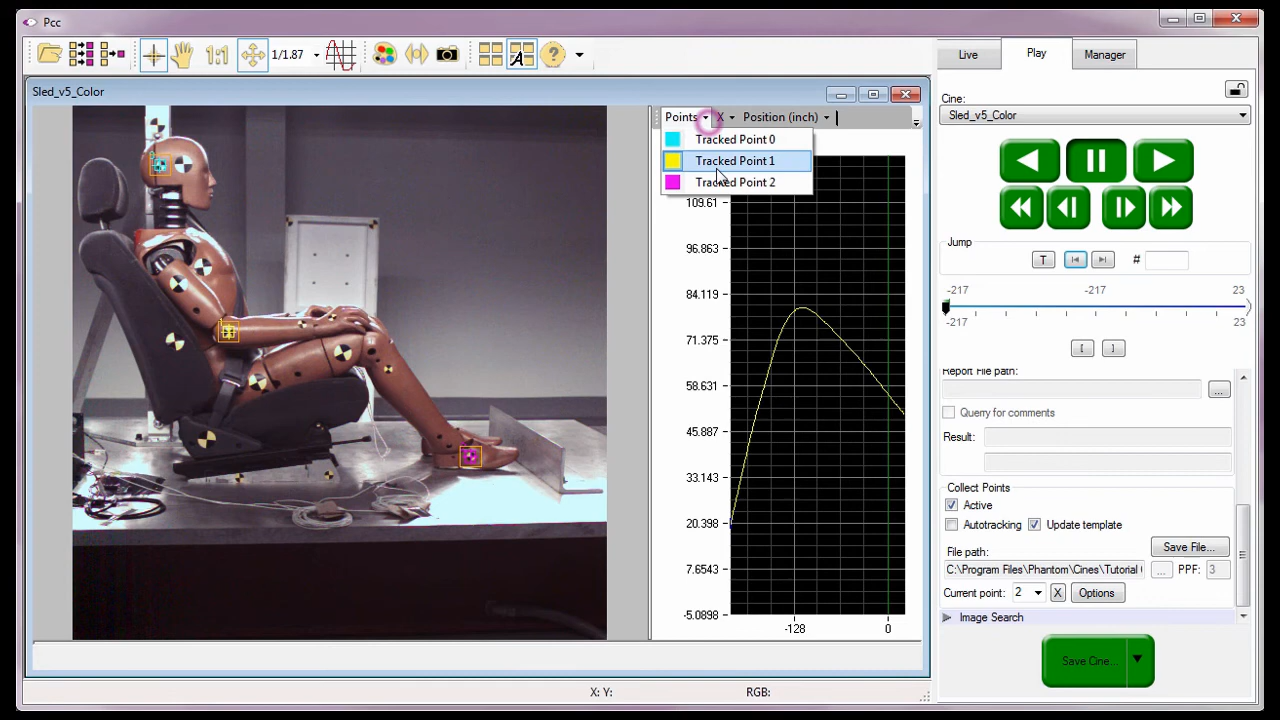 Pcc
1:1
1/1.87
A
?
Sled_v5_Color
Points
X
Position (inch)
Tracked Point 0
Tracked Point 1
Tracked Point 2
109.61
96.863
84.119
71.375
58.631
45.887
33.143
20.398
7.6543
-5.0898
-128
0
X: Y:
RGB:
Live
Play
Manager
Cine:
Sled_v5_Color
Jump
T
#
-217
-217
23
-217
23
[
]
Report File path:
...
Querry for comments
Result:
Collect Points
Active
Autotracking
Update template
Save File...
File path:
C:\Program Files\Phantom\Cines\Tutorial
...
PPF:
3
Current point:
2
X
Options
Image Search
Save Cine...